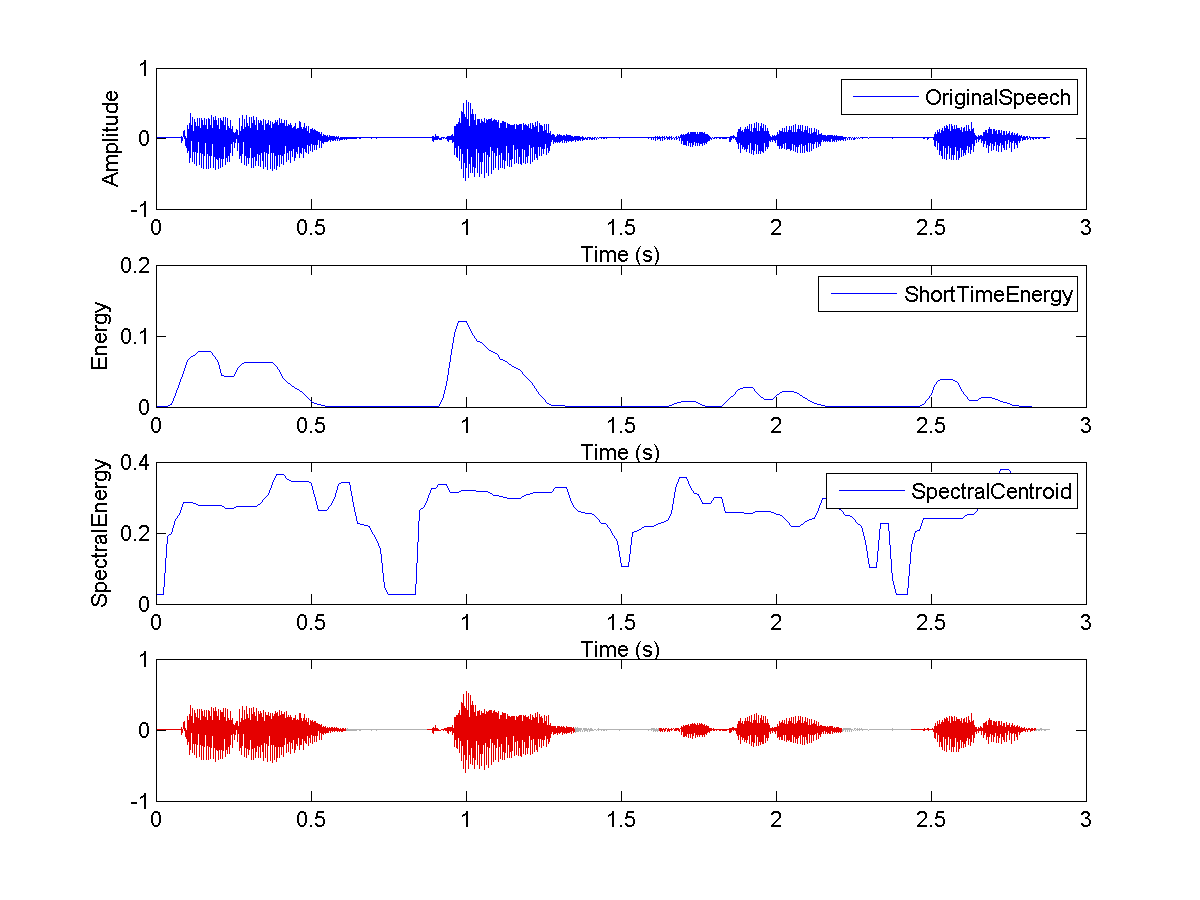 1
OriginalSpeech
Amplitude
0
-1
0 0.5 1 1.5 2 2.5 3
Time (s)
0.2
ShortTimeEnergy
Energy
0.1
0
0 0.5 1 1.5 2 2.5 3
Time (s)
0.4
SpectralCentroid
SpectralEnergy
0.2
0
0 0.5 1 1.5 2 2.5 3
Time (s)
1
0
-1
0 0.5 1 1.5 2 2.5 3